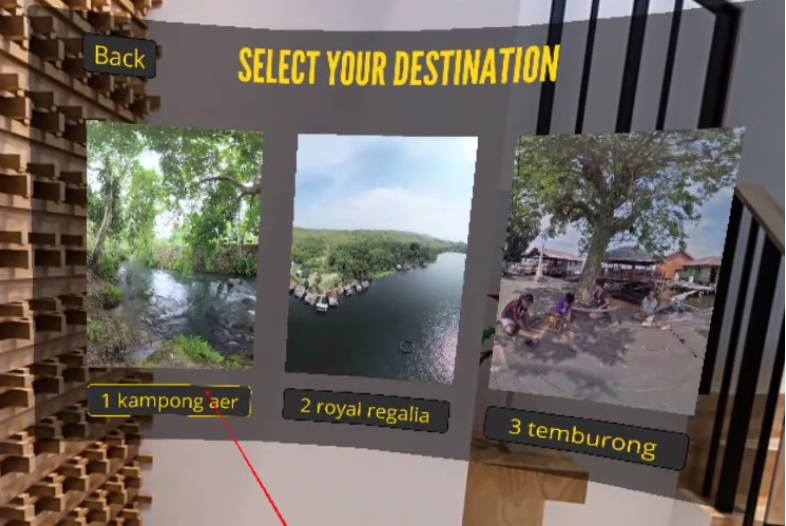 Back
SELECT YOUR DESTINATION
1 kampong aer
2 royal regalia
3 temburong